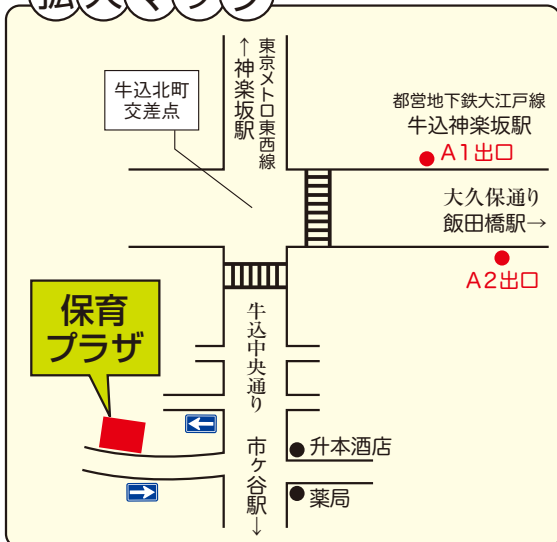 拡大マップ
↑神楽坂駅
東京メトロ東西線
牛込北町
交差点
都営地下鉄大江戸線
牛込神楽坂駅
A1出口
大久保通り
飯田橋駅→
A2出口
保育
プラザ
牛込中央通り
市ヶ谷駅↓
←
→
升本酒店
薬局